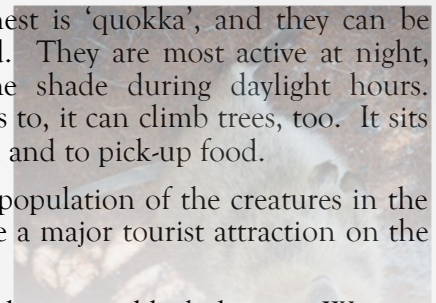 nest is ‘quokka’, and they can be
d. They are most active at night,
ne shade during daylight hours.
s to, it can climb trees, too. It sits
and to pick-up food.
population of the creatures in the
e a major tourist attraction on the